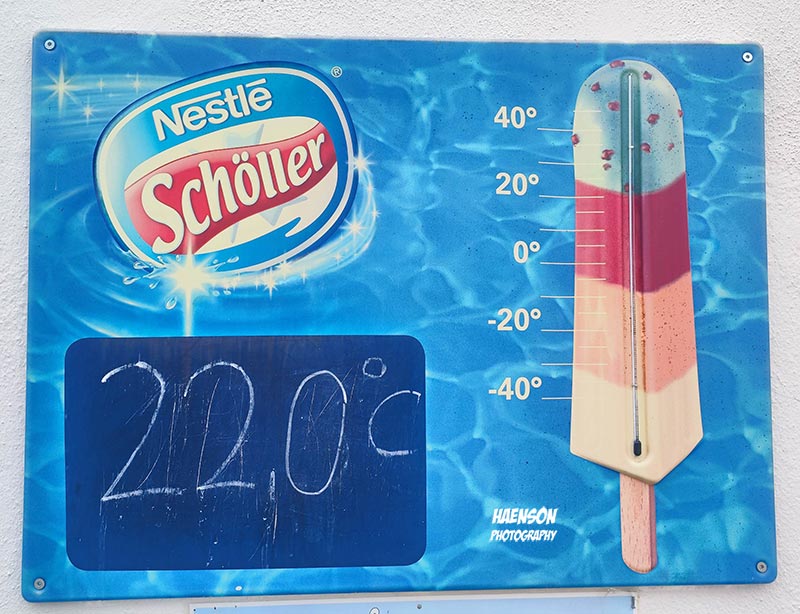 Nestlé ®
Schöller
22,0°C
40°
20°
0°
-20°
-40°
HAENSON
PHOTOGRAPHY